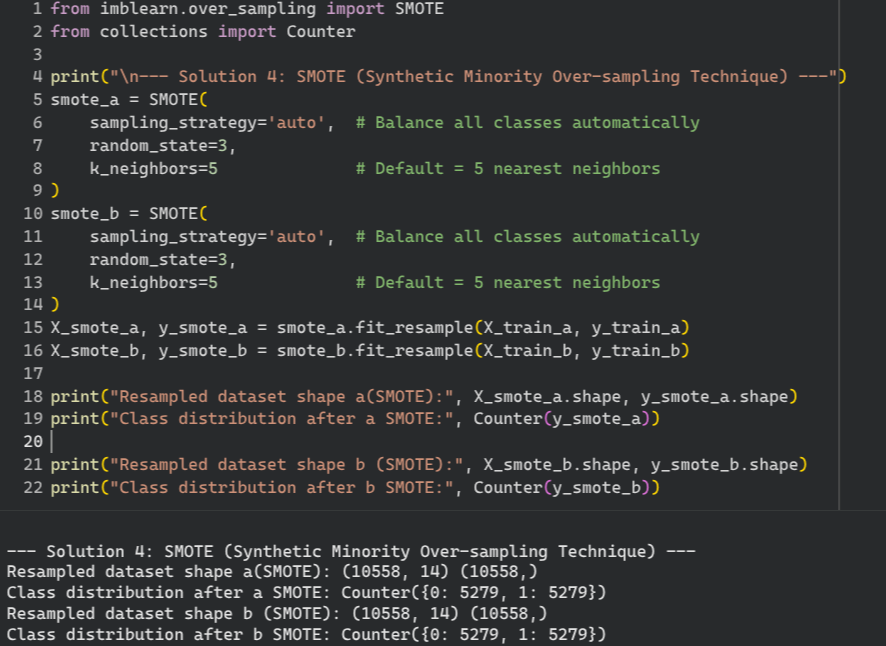 1 from imblearn.over_sampling import SMOTE
2 from collections import Counter
3
4 print("\n--- Solution 4: SMOTE (Synthetic Minority Over-sampling Technique) ---")
5 smote_a = SMOTE(
6     sampling_strategy='auto',  # Balance all classes automatically
7     random_state=3,
8     k_neighbors=5              # Default = 5 nearest neighbors
9 )
10 smote_b = SMOTE(
11     sampling_strategy='auto',  # Balance all classes automatically
12     random_state=3,
13     k_neighbors=5              # Default = 5 nearest neighbors
14 )
15 X_smote_a, y_smote_a = smote_a.fit_resample(X_train_a, y_train_a)
16 X_smote_b, y_smote_b = smote_b.fit_resample(X_train_b, y_train_b)
17
18 print("Resampled dataset shape a(SMOTE):", X_smote_a.shape, y_smote_a.shape)
19 print("Class distribution after a SMOTE:", Counter(y_smote_a))
20
21 print("Resampled dataset shape b (SMOTE):", X_smote_b.shape, y_smote_b.shape)
22 print("Class distribution after b SMOTE:", Counter(y_smote_b))
--- Solution 4: SMOTE (Synthetic Minority Over-sampling Technique) ---
Resampled dataset shape a(SMOTE): (10558, 14) (10558,)
Class distribution after a SMOTE: Counter({0: 5279, 1: 5279})
Resampled dataset shape b (SMOTE): (10558, 14) (10558,)
Class distribution after b SMOTE: Counter({0: 5279, 1: 5279})